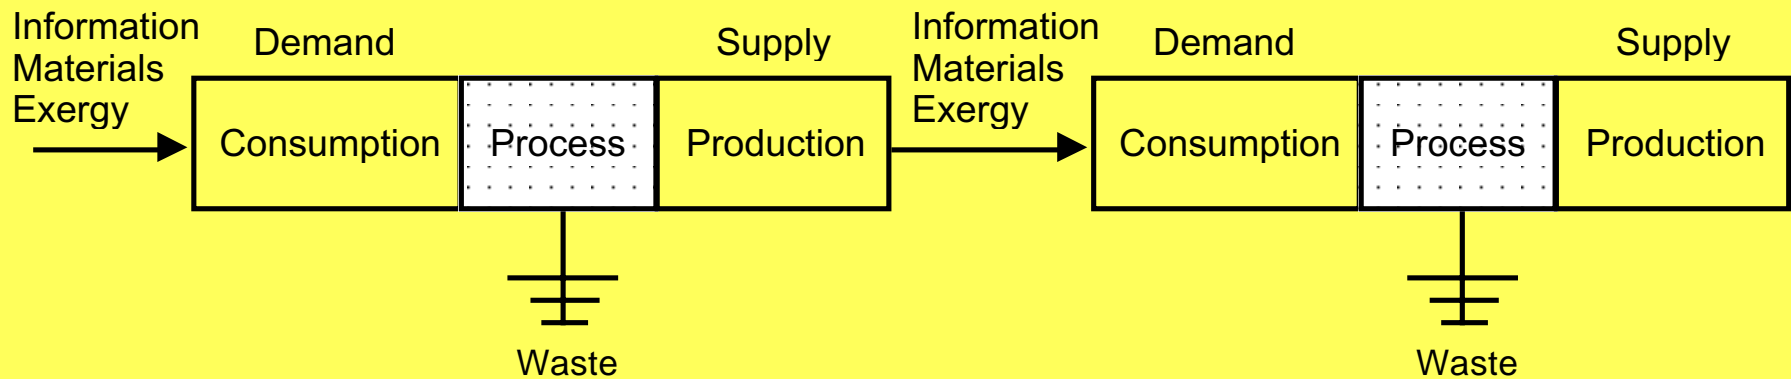 Information
Materials
Exergy
Demand
Supply
Consumption
Process
Production
Waste
Information
Materials
Exergy
Demand
Supply
Consumption
Process
Production
Waste